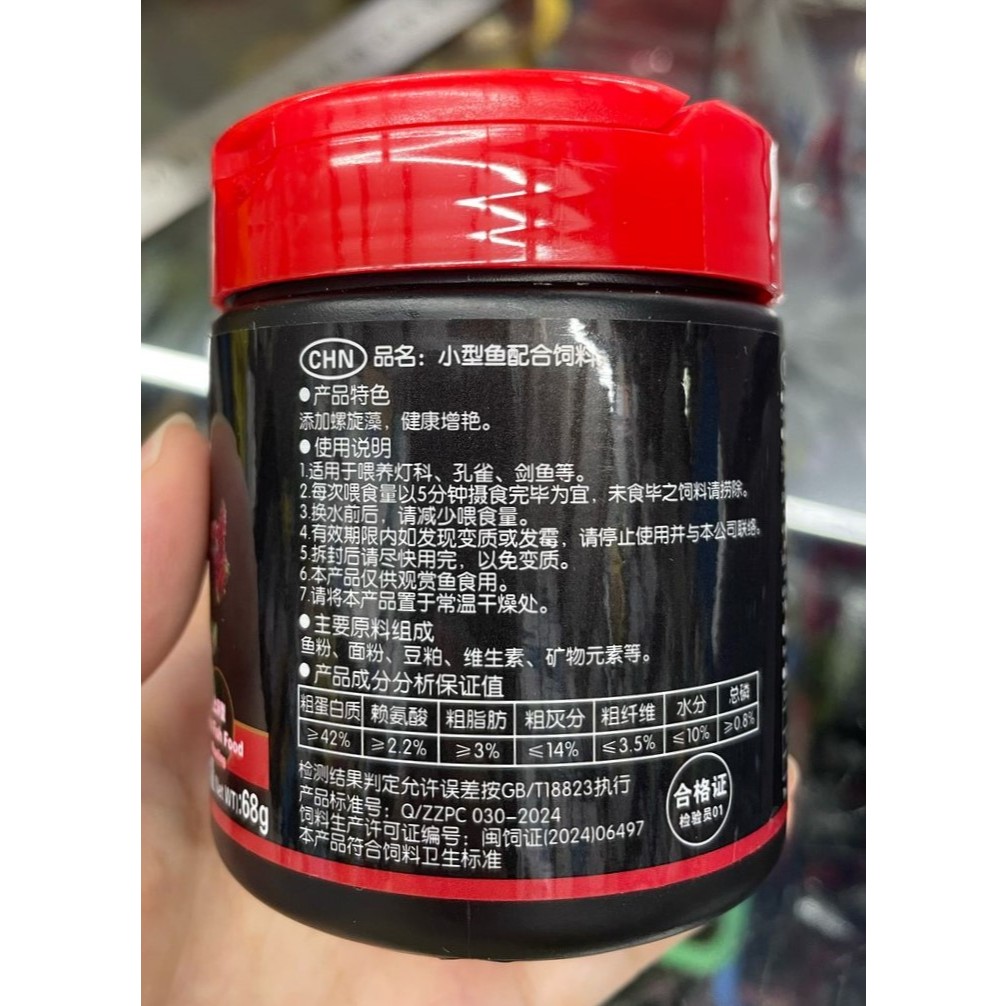 CHN 品名：小型鱼配合饲料
●产品特色
添加螺旋藻，健康增艳。
●使用说明
1.适用于喂养灯科、孔雀、剑鱼等。
2.每次喂食量以5分钟摄食完毕为宜，未食毕之饲料请捞除。
3.换水前后，请减少喂食量。
4.有效期限内如发现变质或发霉，请停止使用并与本公司联络。
5.拆封后请尽快用完，以免变质。
6.本产品仅供观赏鱼食用。
7.请将本产品置于常温干燥处。
●主要原料组成
鱼粉、面粉、豆粕、维生素、矿物元素等。
●产品成分分析保证值
粗蛋白质 赖氨酸 粗脂肪 粗灰分 粗纤维 水分 总磷
≥42% ≥2.2% ≥3% ≤14% ≤3.5% ≤10% ≥0.8%
检测结果判定允许误差按GB/T18823执行
产品标准号：Q/ZZPC 030-2024
饲料生产许可证编号：闽饲证(2024)06497
本产品符合饲料卫生标准
合格证
检验员01
Food
WT):68g